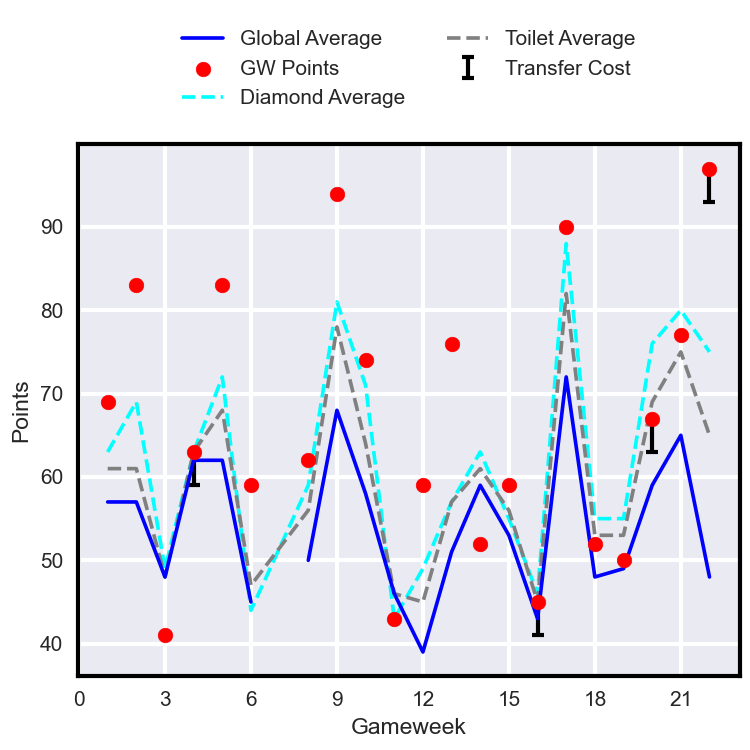 Global Average
GW Points
Diamond Average
Toilet Average
Transfer Cost
90
80
70
60
50
40
Points
0 3 6 9 12 15 18 21
Gameweek